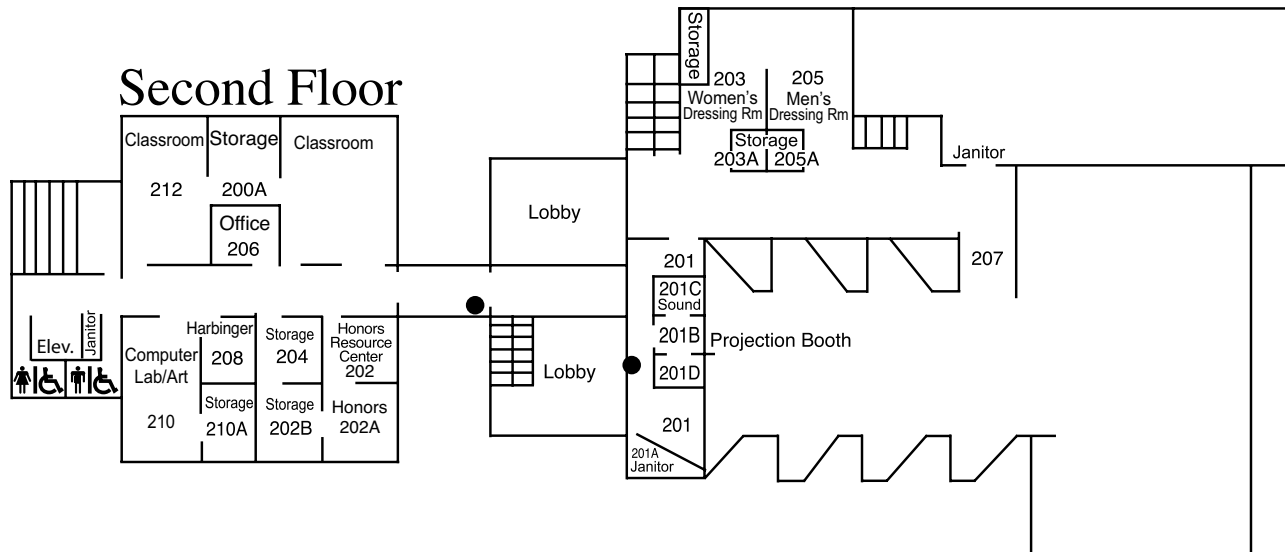 Second Floor
Storage
203
Women's
Dressing Rm
205
Men's
Dressing Rm
Storage
203A
205A
Janitor
Classroom
212
Storage
200A
Classroom
Office
206
Lobby
201
207
201C
Sound
201B
Projection Booth
201D
201
201A
Janitor
Lobby
Elev.
Janitor
Computer
Lab/Art
210
Harbinger
208
Storage
210A
Storage
204
Storage
202B
Honors
Resource
Center
202
Honors
202A